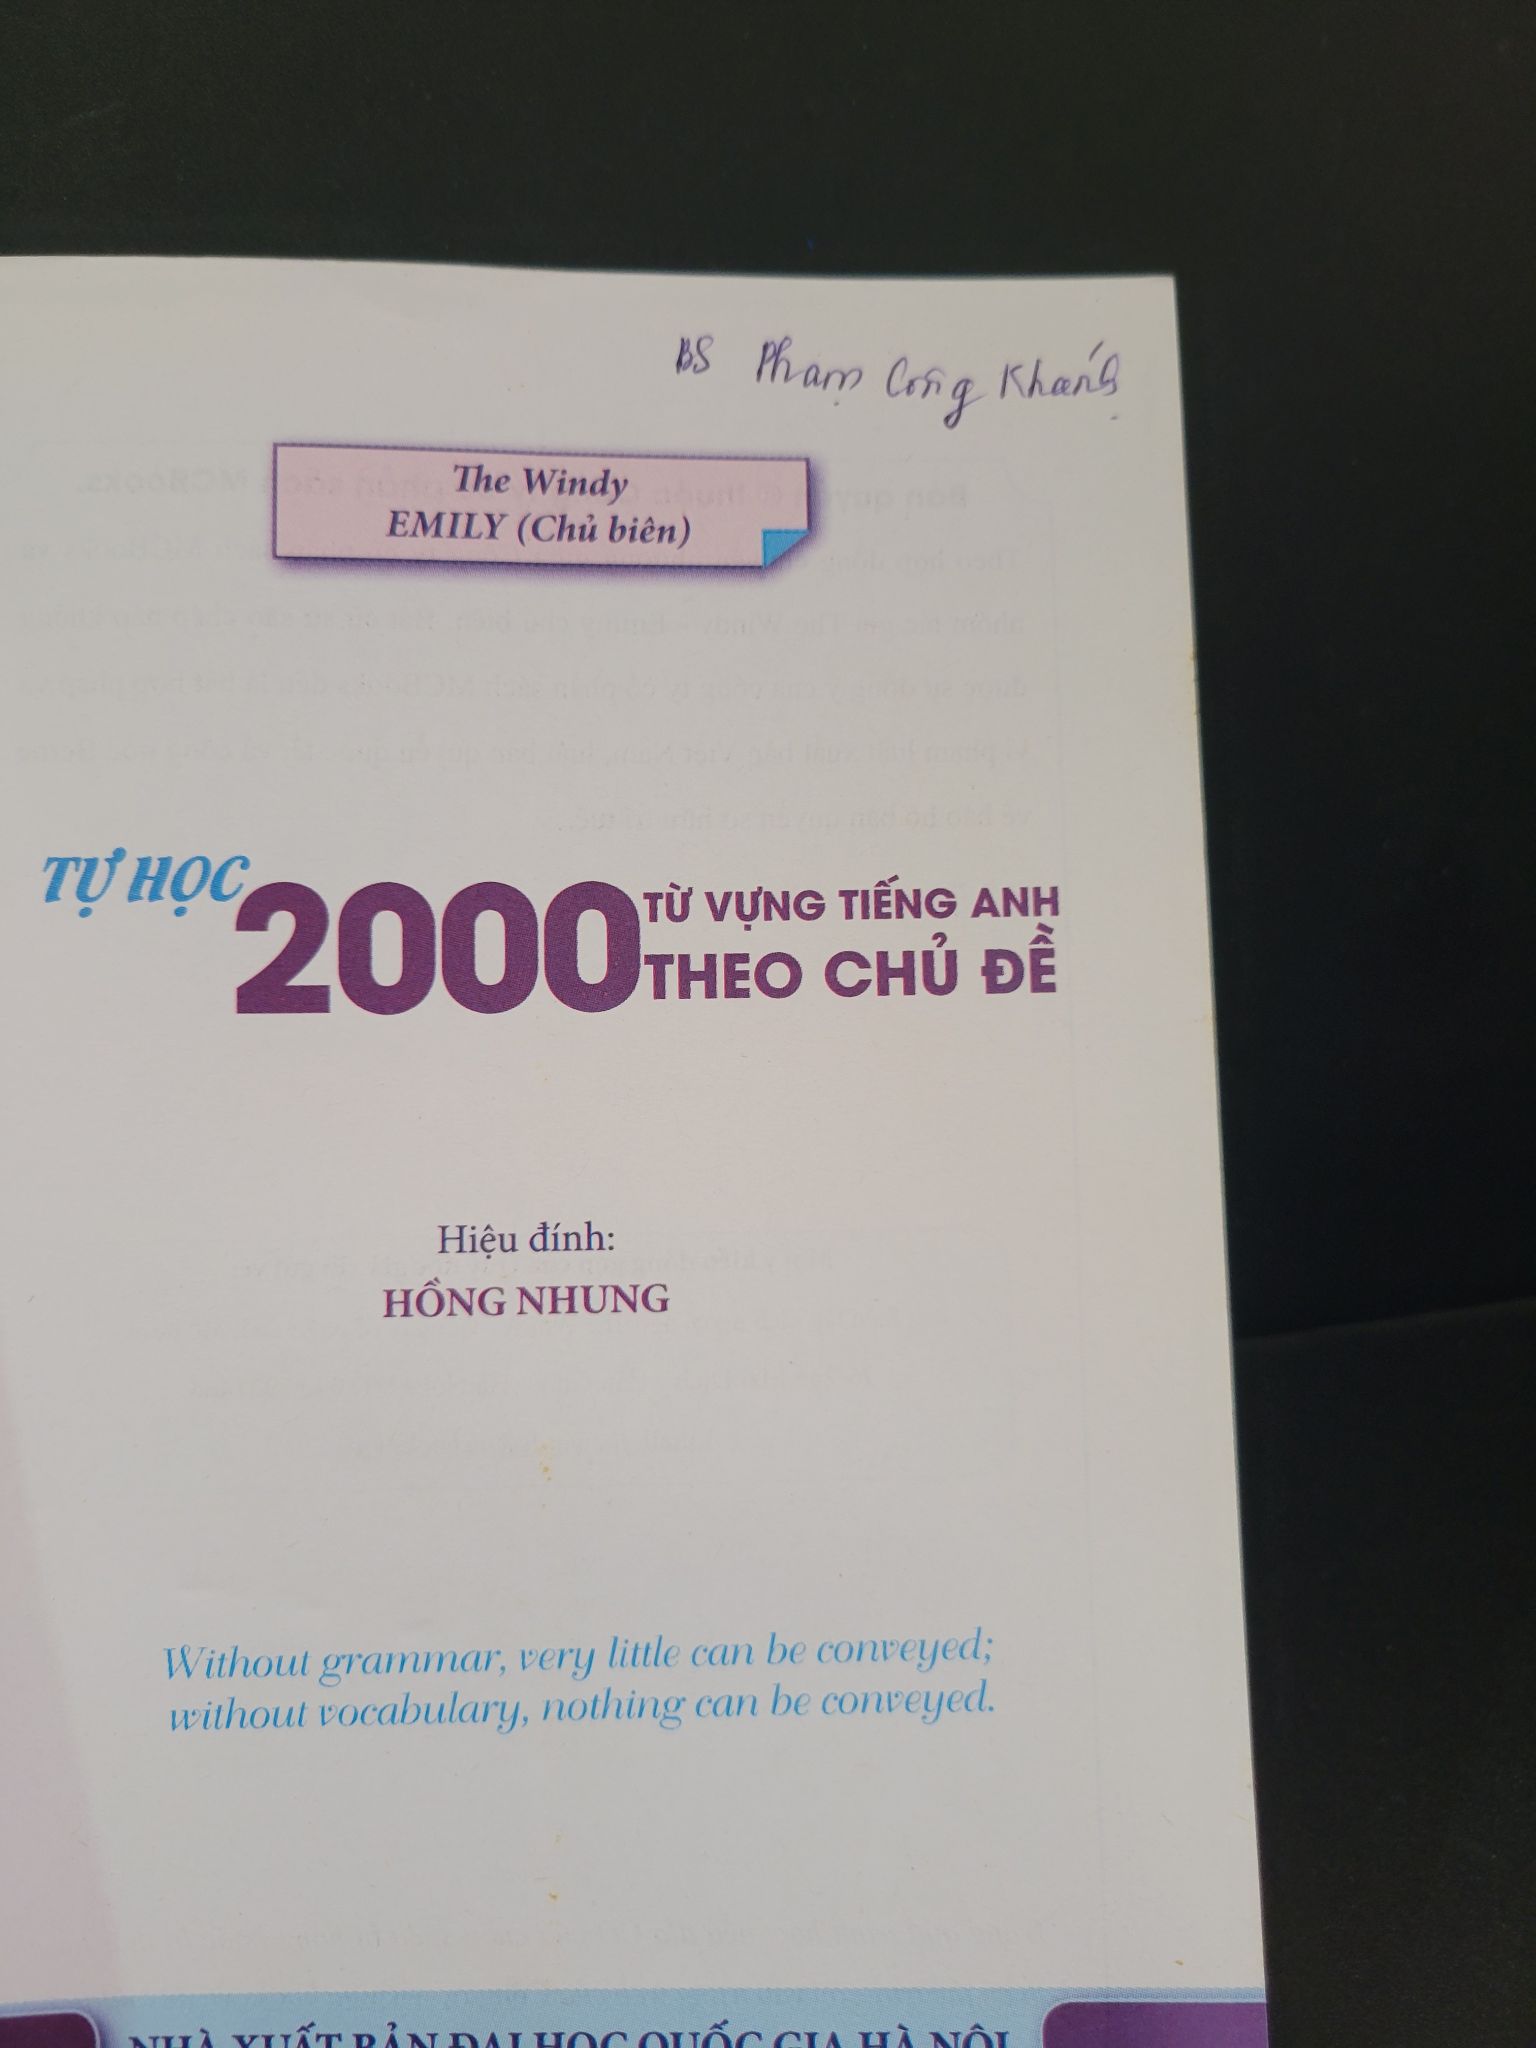 BS Phạm Công Khánh
The Windy
EMILY (Chủ biên)
TỰ HỌC
2000
TỪ VỰNG TIẾNG ANH
THEO CHỦ ĐỀ
Hiệu đính:
HỒNG NHUNG
Without grammar, very little can be conveyed;
without vocabulary, nothing can be conveyed.
NHÀ XUẤT BẢN ĐẠI HỌC QUỐC GIA HÀ NỘI